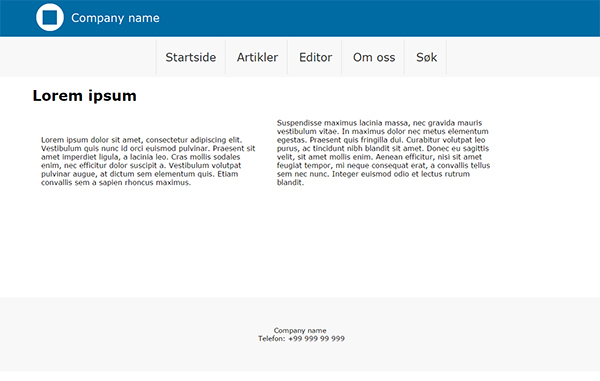 Company name
Startside Artikler Editor Om oss Søk
Lorem ipsum
Lorem ipsum dolor sit amet, consectetur adipiscing elit.
Vestibulum quis nunc id orci euismod pulvinar. Praesent sit
amet imperdiet ligula, a lacinia leo. Cras mollis sodales
enim, nec efficitur dolor suscipit a. Vestibulum volutpat
pulvinar augue, at dictum sem elementum quis. Etiam
convallis sem a sapien rhoncus maximus.
Suspendisse maximus lacinia massa, nec gravida mauris
vestibulum vitae. In maximus dolor nec metus elementum
egestas. Praesent quis fringilla dui. Curabitur volutpat leo
purus, ac tincidunt nibh blandit sit amet. Donec eu sagittis
velit, sit amet mollis enim. Aenean efficitur, nisi sit amet
feugiat tempor, mi neque consequat erat, a convallis tellus
sem nec nunc. Integer euismod odio et lectus rutrum
blandit.
Company name
Telefon: +99 999 99 999